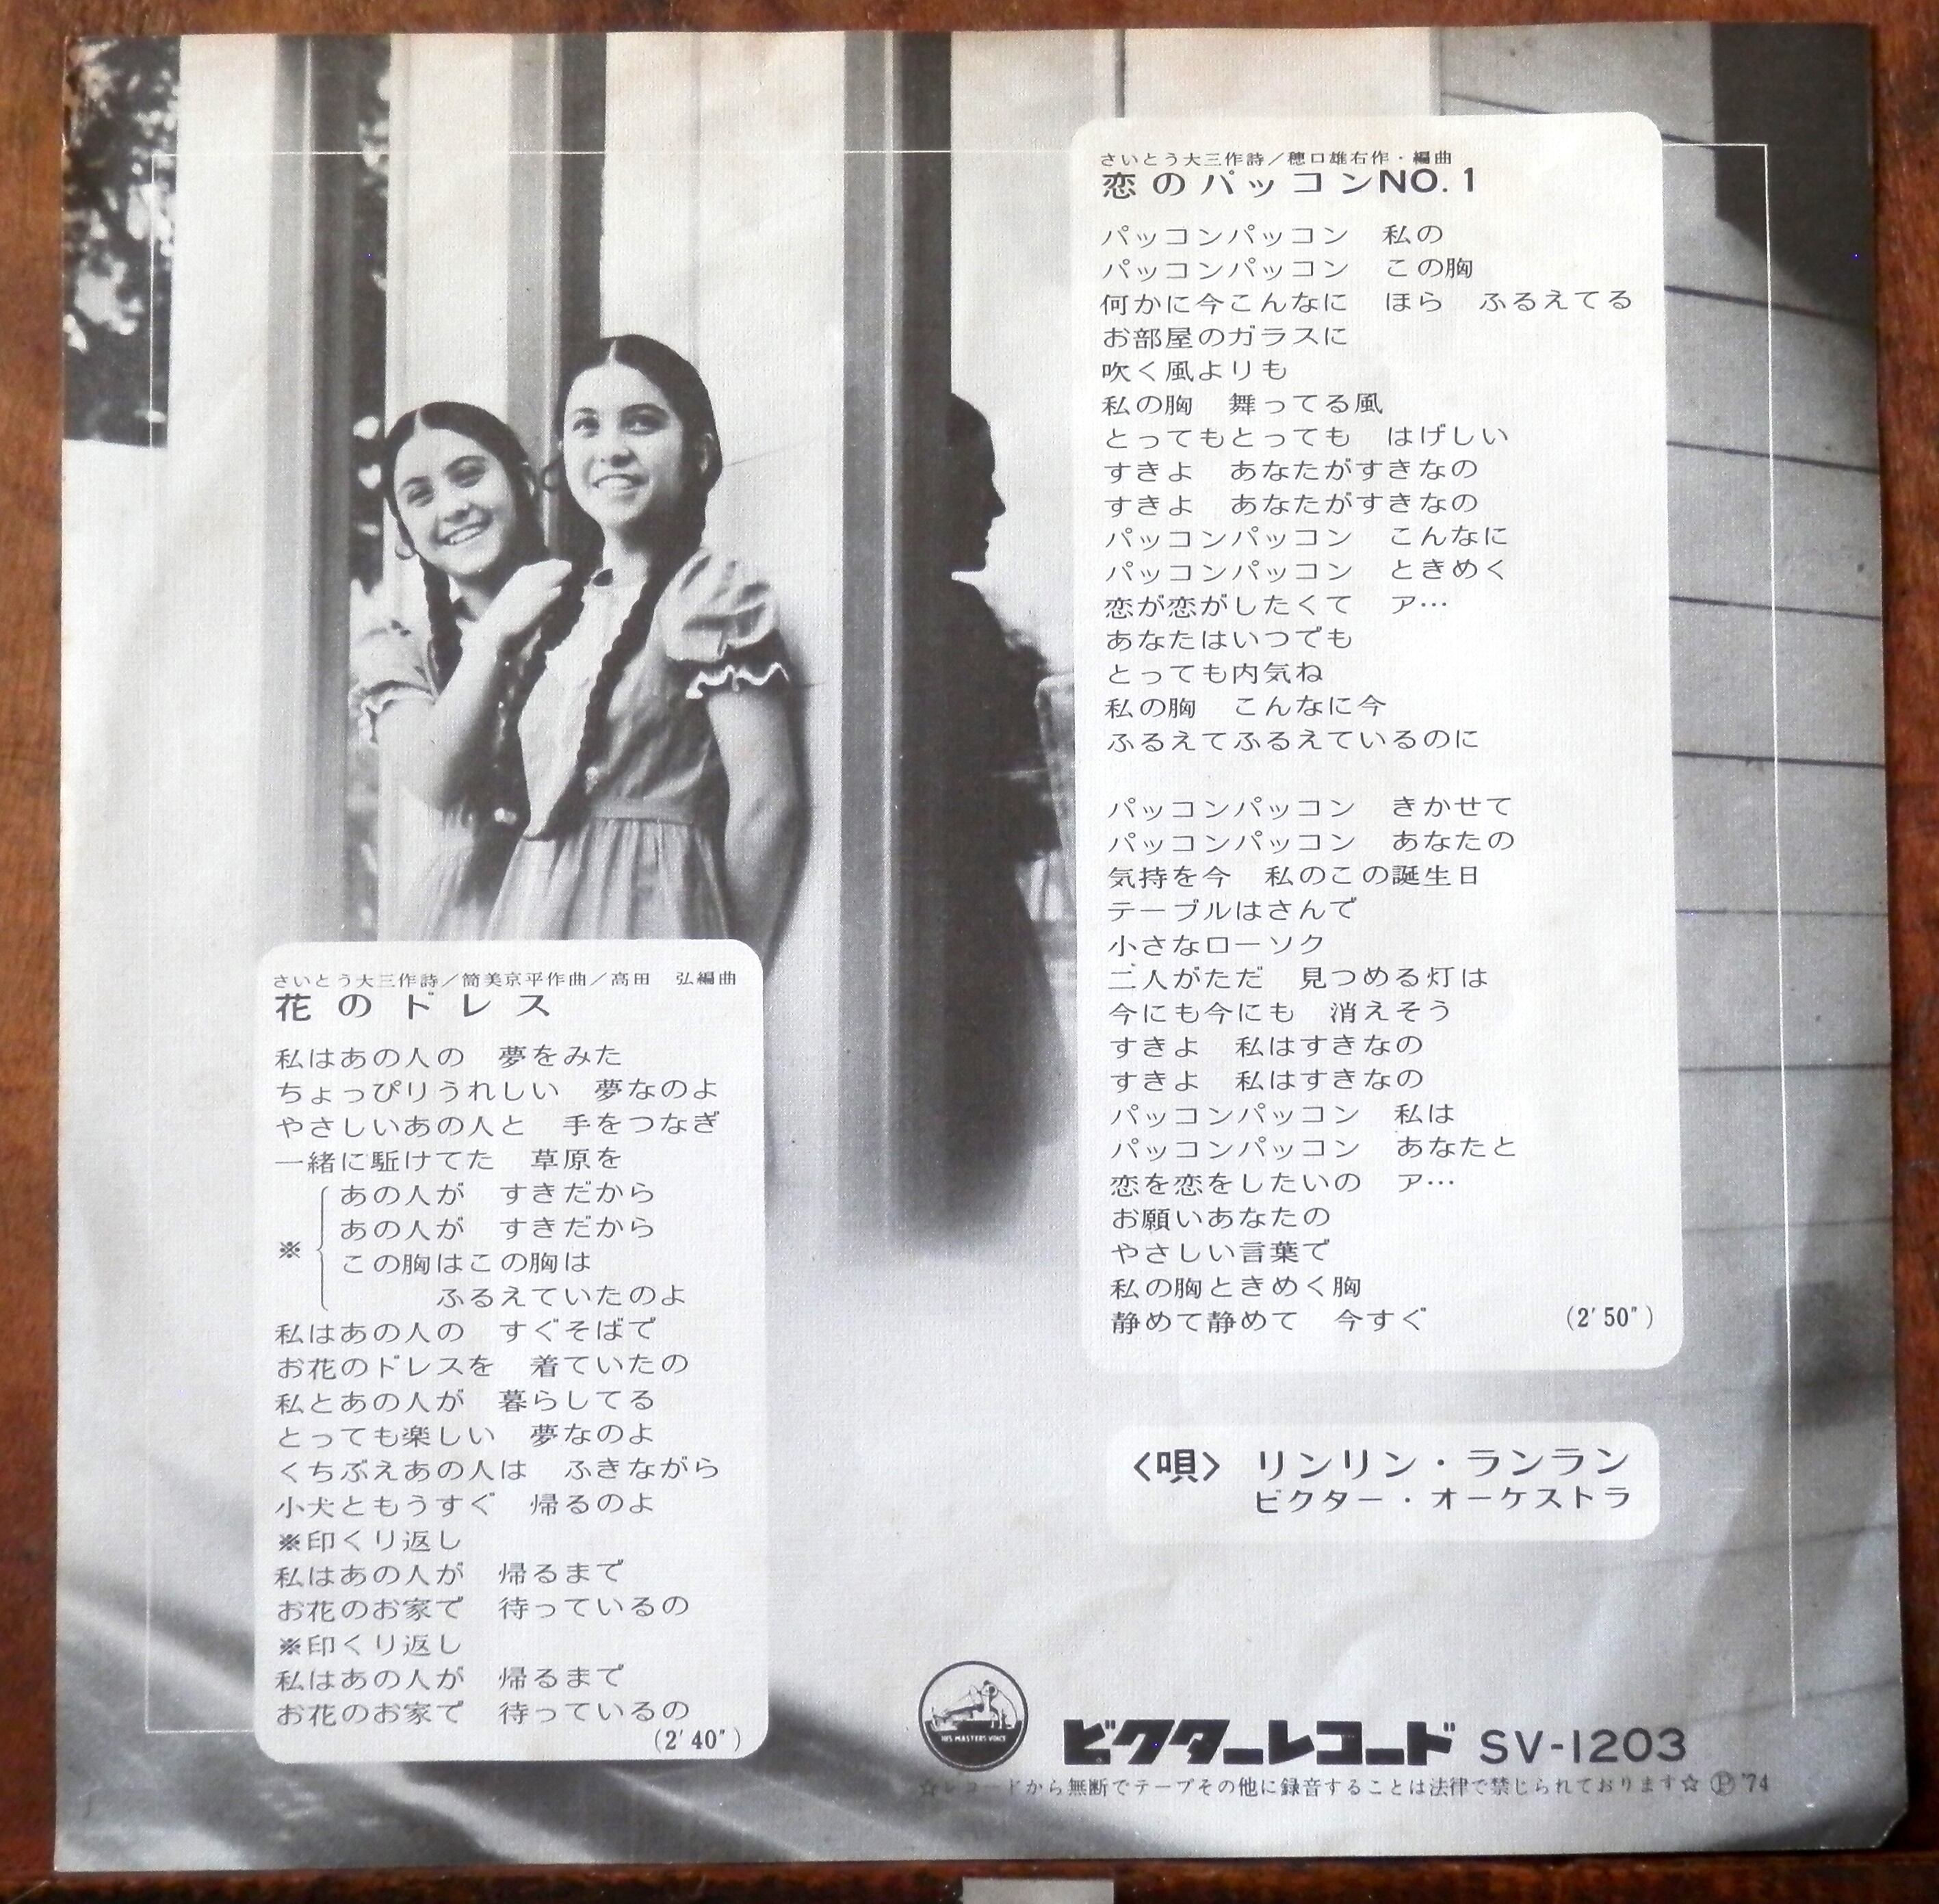 さいとう大三作詩／穂口雄右作・編曲
恋のパッコンNO.1
パッコンパッコン　私の
パッコンパッコン　この胸
何かに今こんなに　ほら　ふるえてる
お部屋のガラスに
吹く風よりも
私の胸　舞ってる風
とってもとっても　はげしい
すきよ　あなたがすきなの
すきよ　あなたがすきなの
パッコンパッコン　こんなに
パッコンパッコン　ときめく
恋が恋がしたくて　ア…
あなたはいつでも
とっても内気ね
私の胸　こんなに今
ふるえてふるえているのに
パッコンパッコン　きかせて
パッコンパッコン　あなたの
気持を今　私のこの誕生日
テーブルはさんで
小さなローソク
二人がただ　見つめる灯は
今にも今にも　消えそう
すきよ　私はすきなの
すきよ　私はすきなの
パッコンパッコン　私は
パッコンパッコン　あなたと
恋を恋をしたいの　ア…
お願いあなたの
やさしい言葉で
私の胸ときめく胸
静めて静めて　今すぐ　(2′50″)
さいとう大三作詩／筒美京平作曲／高田　弘編曲
花のドレス
私はあの人の　夢をみた
ちょっぴりうれしい　夢なのよ
やさしいあの人と　手をつなぎ
一緒に駈けてた　草原を
※
あの人が　すきだから
あの人が　すきだから
この胸はこの胸は
ふるえていたのよ
私はあの人の　すぐそばで
お花のドレスを　着ていたの
私とあの人が　暮らしてる
とっても楽しい　夢なのよ
くちぶえあの人は　ふきながら
小犬ともうすぐ　帰るのよ
※印くり返し
私はあの人が　帰るまで
お花のお家で　待っているの
※印くり返し
私はあの人が　帰るまで
お花のお家で　待っているの
(2′40″)
〈唄〉　リンリン・ランラン
ビクター・オーケストラ
HIS MASTERS VOICE
ビクターレコード SV-1203
☆レコードから無断でテープその他に録音することは法律で禁じられております☆ Ⓟ'74